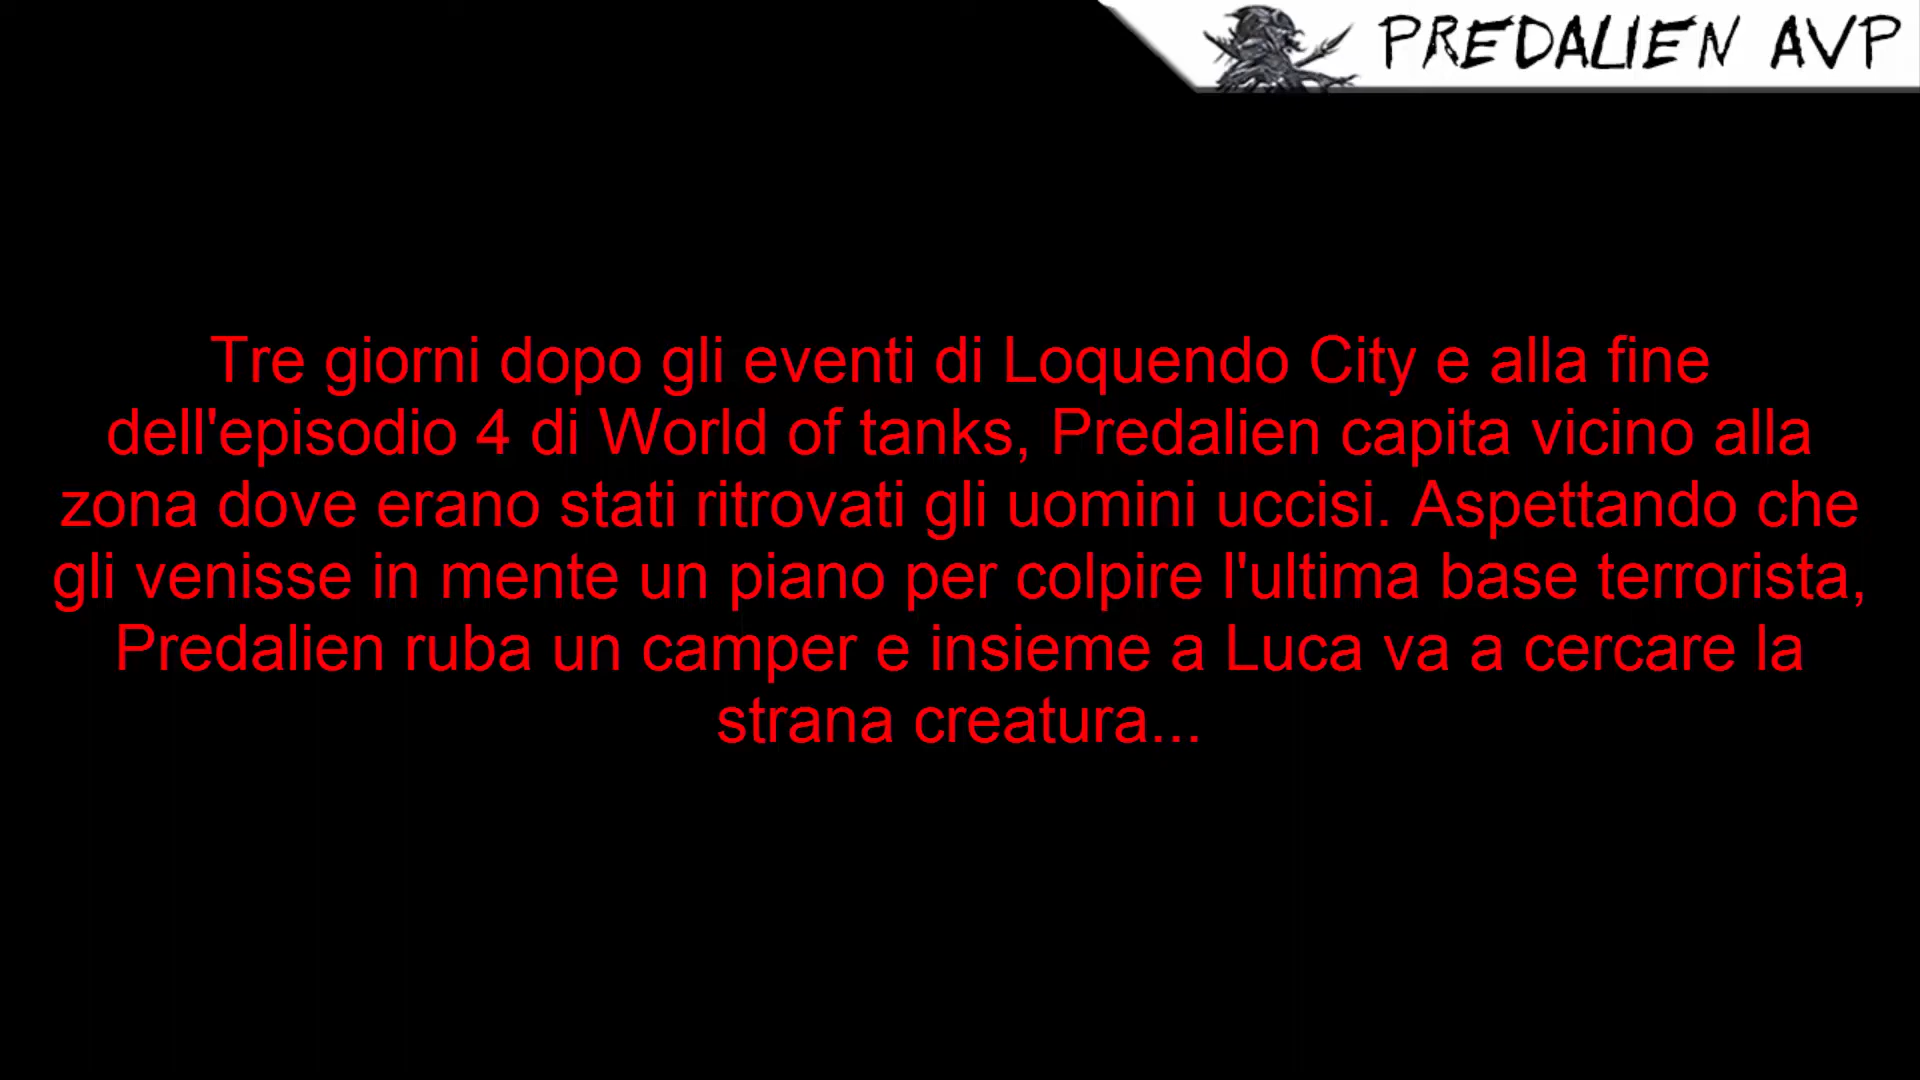 PREDALIEN AVP
Tre giorni dopo gli eventi di Loquendo City e alla fine
dell'episodio 4 di World of tanks, Predalien capita vicino alla
zona dove erano stati ritrovati gli uomini uccisi. Aspettando che
gli venisse in mente un piano per colpire l'ultima base terrorista,
Predalien ruba un camper e insieme a Luca va a cercare la
strana creatura...